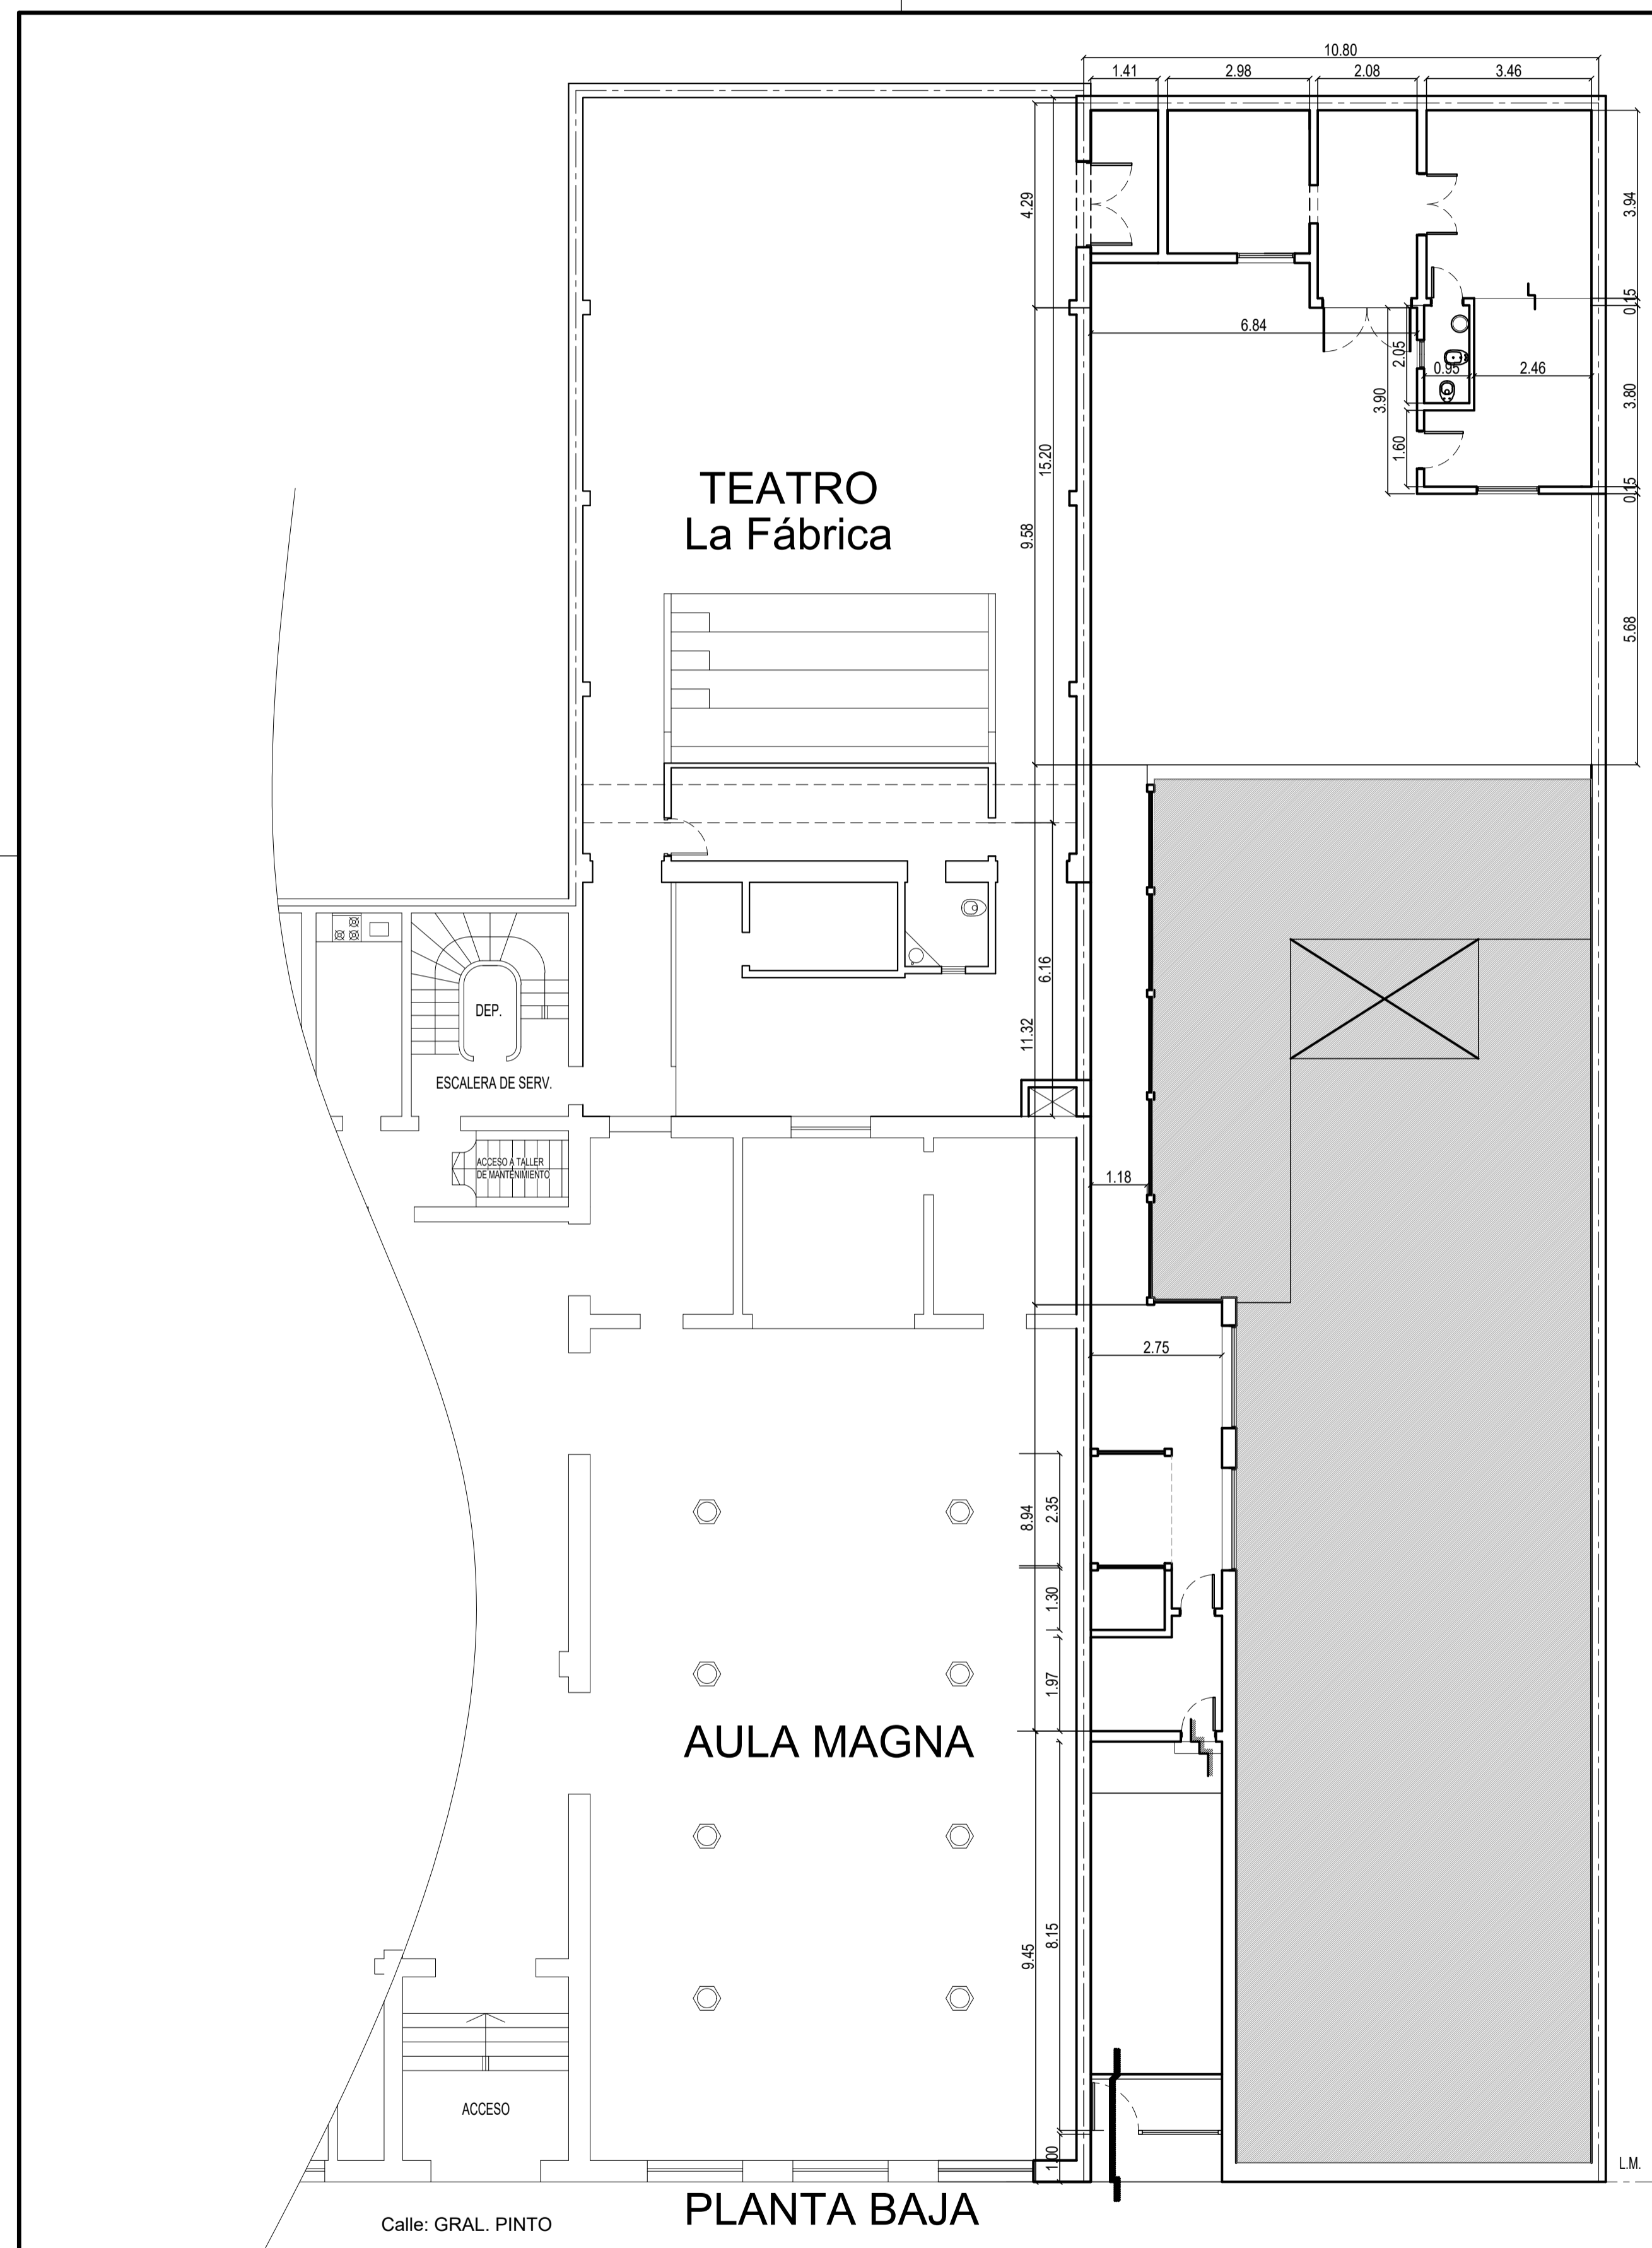 10.80
1.41
2.98
2.08
3.46
4.29
3.94
0.15
6.84
2.05
0.95
2.46
3.90
3.80
1.60
15.20
0.15
TEATRO
La Fábrica
9.58
5.68
6.16
DEP.
11.32
ESCALERA DE SERV.
ACCESO A TALLER
DE MANTENIMIENTO
1.18
2.75
8.94
2.35
1.30
1.97
AULA MAGNA
8.15
9.45
ACCESO
1.00
L.M.
PLANTA BAJA
Calle: GRAL. PINTO